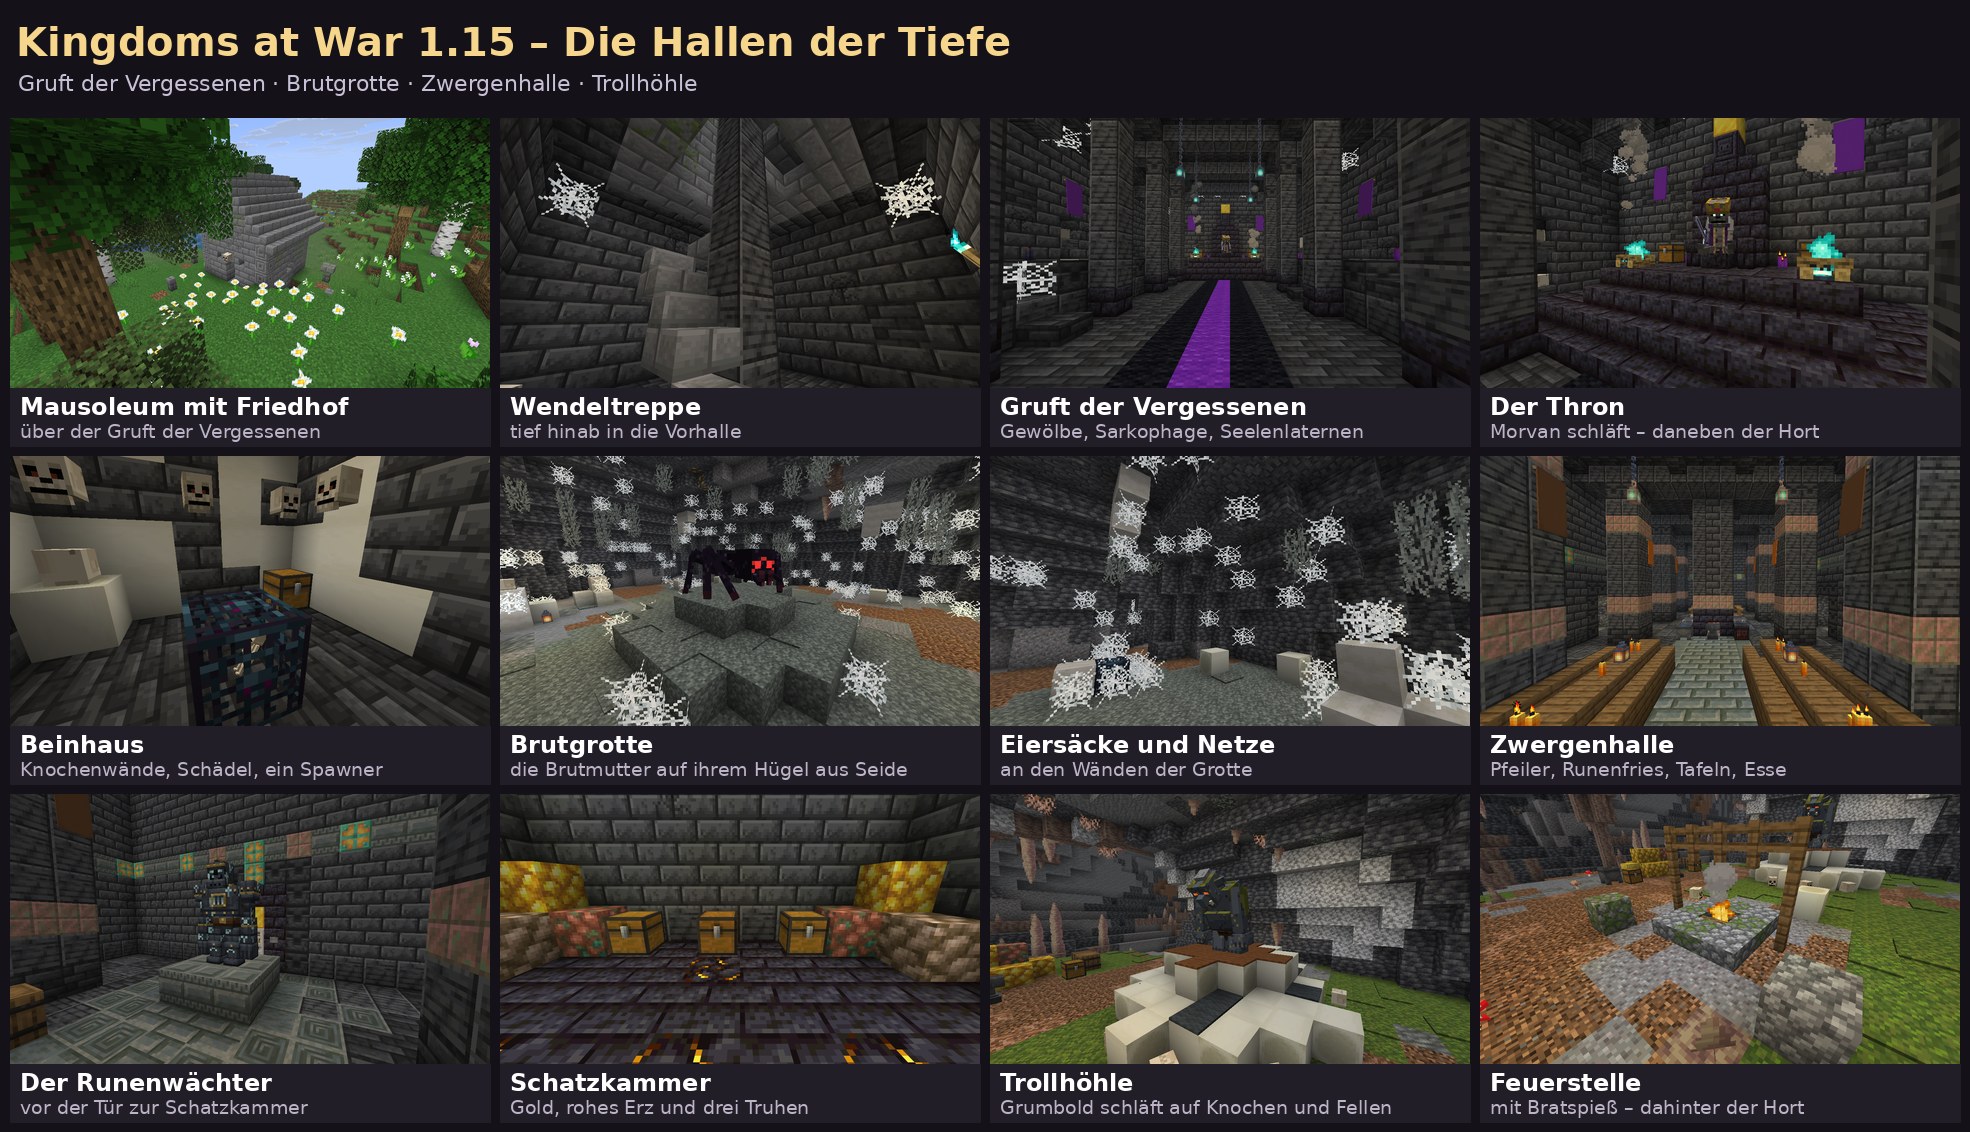 Kingdoms at War 1.15 – Die Hallen der Tiefe
Gruft der Vergessenen · Brutgrotte · Zwergenhalle · Trollhöhle
Mausoleum mit Friedhof
über der Gruft der Vergessenen
Wendeltreppe
tief hinab in die Vorhalle
Gruft der Vergessenen
Gewölbe, Sarkophage, Seelenlaternen
Der Thron
Morvan schläft – daneben der Hort
Beinhaus
Knochenwände, Schädel, ein Spawner
Brutgrotte
die Brutmutter auf ihrem Hügel aus Seide
Eiersäcke und Netze
an den Wänden der Grotte
Zwergenhalle
Pfeiler, Runenfries, Tafeln, Esse
Der Runenwächter
vor der Tür zur Schatzkammer
Schatzkammer
Gold, rohes Erz und drei Truhen
Trollhöhle
Grumbold schläft auf Knochen und Fellen
Feuerstelle
mit Bratspieß – dahinter der Hort